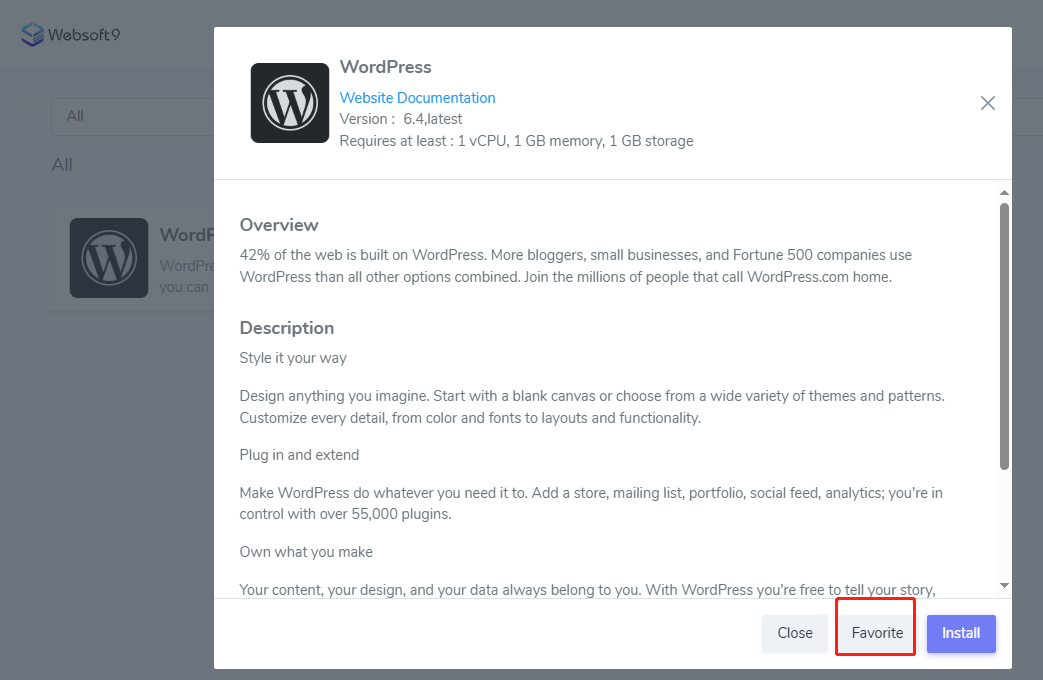 Websoft9
WordPress
Website Documentation
Version : 6.4,latest
Requires at least : 1 vCPU, 1 GB memory, 1 GB storage
All
All
WordP
WordPre
you can
Overview
42% of the web is built on WordPress. More bloggers, small businesses, and Fortune 500 companies use
WordPress than all other options combined. Join the millions of people that call WordPress.com home.
Description
Style it your way
Design anything you imagine. Start with a blank canvas or choose from a wide variety of themes and patterns.
Customize every detail, from color and fonts to layouts and functionality.
Plug in and extend
Make WordPress do whatever you need it to. Add a store, mailing list, portfolio, social feed, analytics; you're in
control with over 55,000 plugins.
Own what you make
Your content, your design, and your data always belong to you. With WordPress you're free to tell your story,
Close Favorite Install